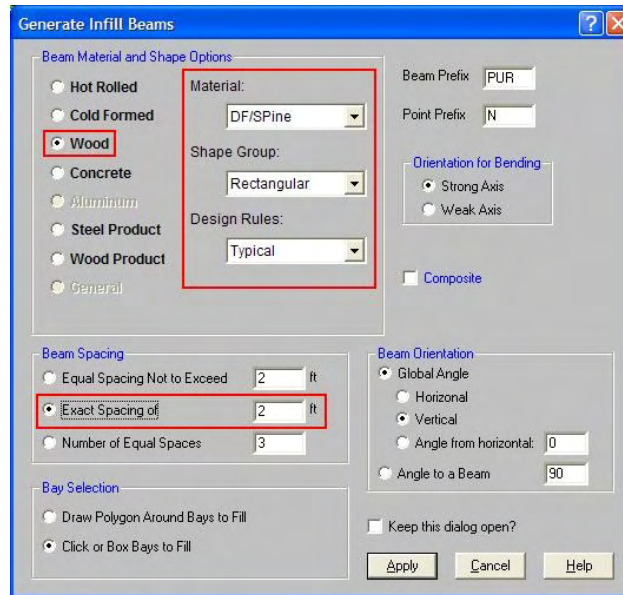 Generate Infill Beams
Beam Material and Shape Options
Hot Rolled
Cold Formed
Wood
Concrete
Aluminum
Steel Product
Wood Product
General
Material:
DF/SPine
Shape Group:
Rectangular
Design Rules:
Typical
Beam Prefix PUR
Point Prefix N
Orientation for Bending
Strong Axis
Weak Axis
Composite
Beam Spacing
Equal Spacing Not to Exceed 2 ft
Exact Spacing of 2 ft
Number of Equal Spaces 3
Beam Orientation
Global Angle
Horizonal
Vertical
Angle from horizontal: 0
Angle to a Beam 90
Bay Selection
Draw Polygon Around Bays to Fill
Click or Box Bays to Fill
Keep this dialog open?
Apply Cancel Help